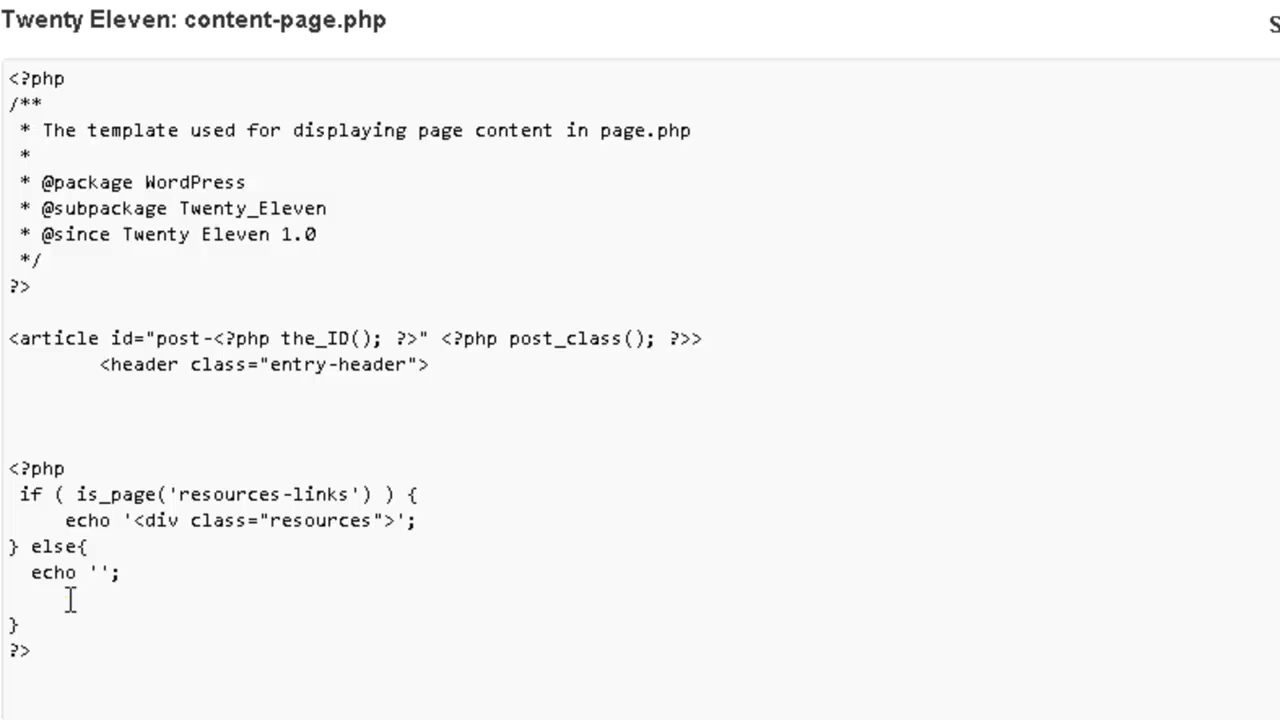 Twenty Eleven: content-page.php
S
<?php
/**
 * The template used for displaying page content in page.php
 *
 * @package WordPress
 * @subpackage Twenty_Eleven
 * @since Twenty Eleven 1.0
 */
?>
<article id="post-<?php the_ID(); ?>" <?php post_class(); ?>>
        <header class="entry-header">
<?php
 if ( is_page('resources-links') ) {
     echo '<div class="resources">';
} else{
  echo '';
}
?>